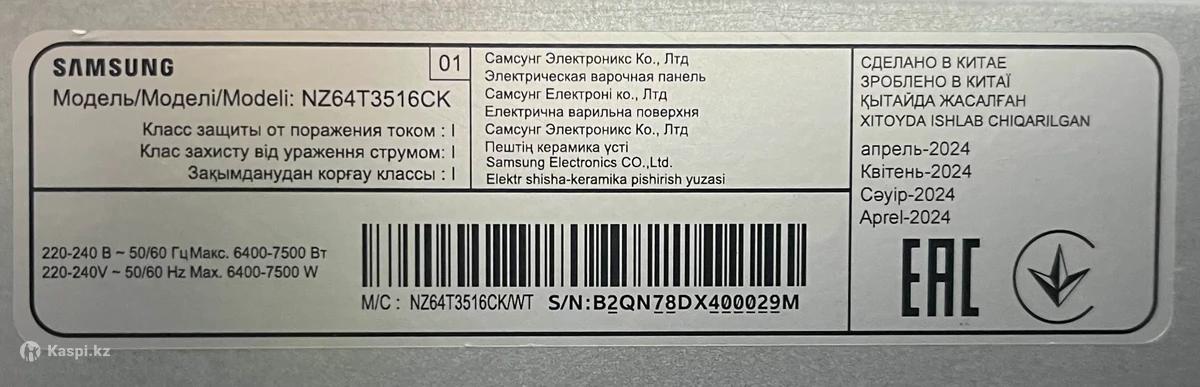 SAMSUNG
01
Модель/Моделі/Modeli: NZ64T3516CK
Класс защиты от поражения током : I
Клас захисту від ураження струмом: I
Зақымданудан корғау классы : I
Самсунг Электроникс Ко., Лтд
Электрическая варочная панель
Самсунг Електроні ко., Лтд
Електрична варильна поверхня
Самсунг Электроникс Ко., Лтд
Пештің керамика үсті
Samsung Electronics CO.,Ltd.
Elektr shisha-keramika pishirish yuzasi
СДЕЛАНО В КИТАЕ
ЗРОБЛЕНО В КИТАЇ
ҚЫТАЙДА ЖАСАЛҒАН
XITOYDA ISHLAB CHIQARILGAN
апрель-2024
Квітень-2024
Сәуір-2024
Aprel-2024
220-240 В ~ 50/60 Гц Макс. 6400-7500 Вт
220-240V ~ 50/60 Hz Max. 6400-7500 W
M/C : NZ64T3516CK/WT S/N:B2QN78DX400029M
EAC
Kaspi.kz